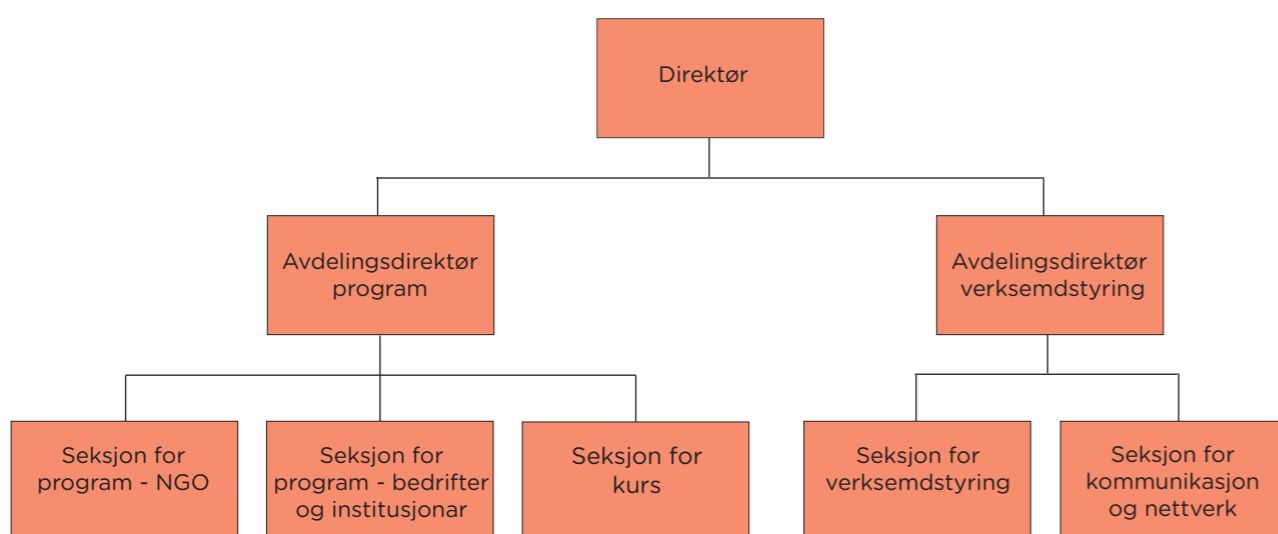 Direktør
Avdelingsdirektør
program
Avdelingsdirektør
verksemdstyring
Seksjon for
program - NGO
Seksjon for
program - bedrifter
og institusjonar
Seksjon for
kurs
Seksjon for
verksemdstyring
Seksjon for
kommunikasjon
og nettverk